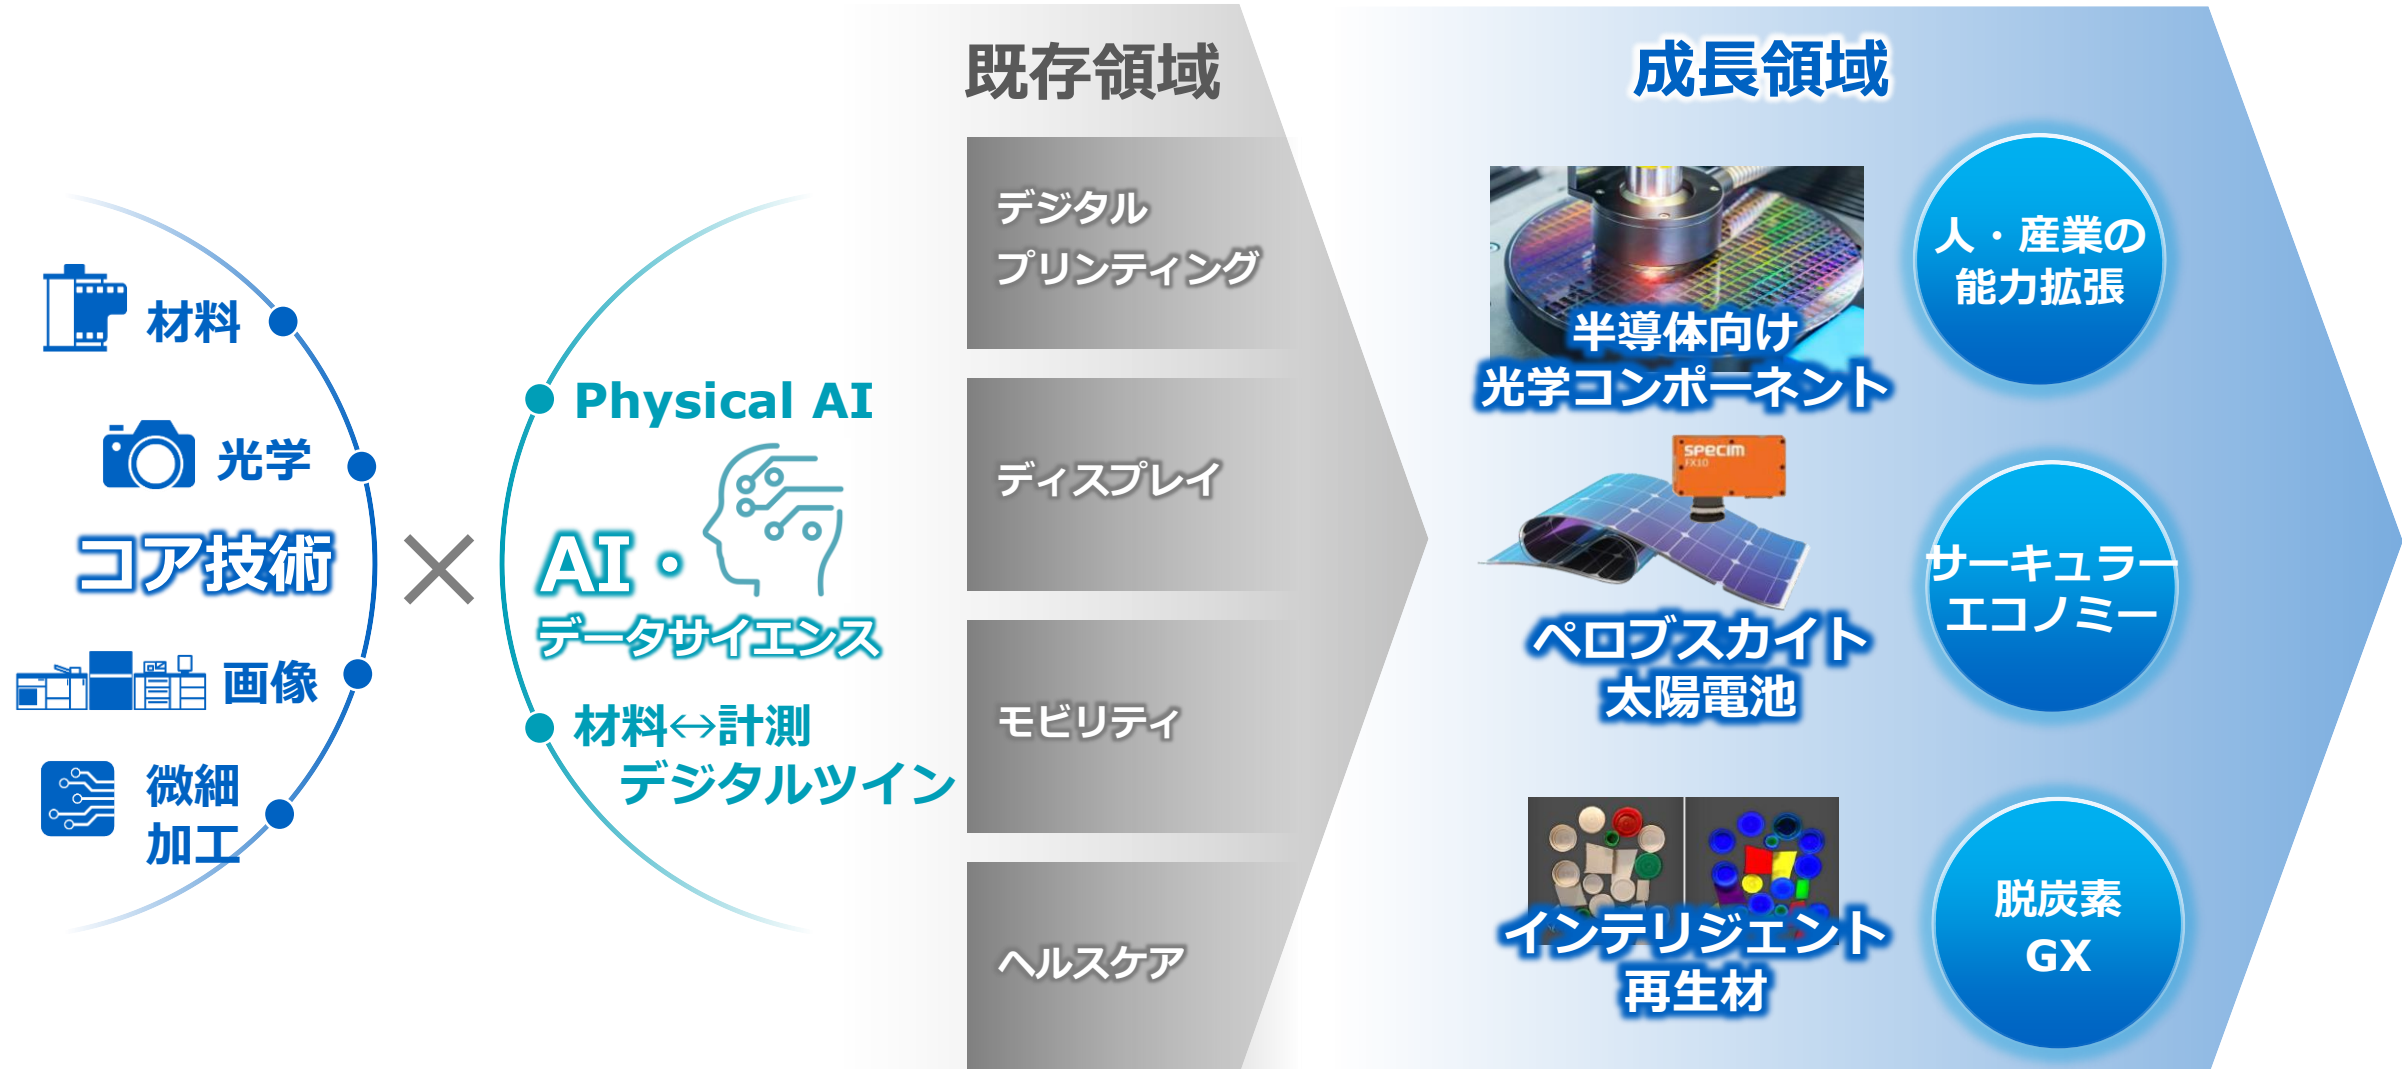 材料
光学
コア技術
画像
微細
加工
×
Physical AI
AI・
データサイエンス
材料↔計測
デジタルツイン
既存領域
デジタル
プリンティング
ディスプレイ
モビリティ
ヘルスケア
成長領域
半導体向け
光学コンポーネント
SPECIM
FX10
ペロブスカイト
太陽電池
インテリジェント
再生材
人・産業の
能力拡張
サーキュラー
エコノミー
脱炭素
GX